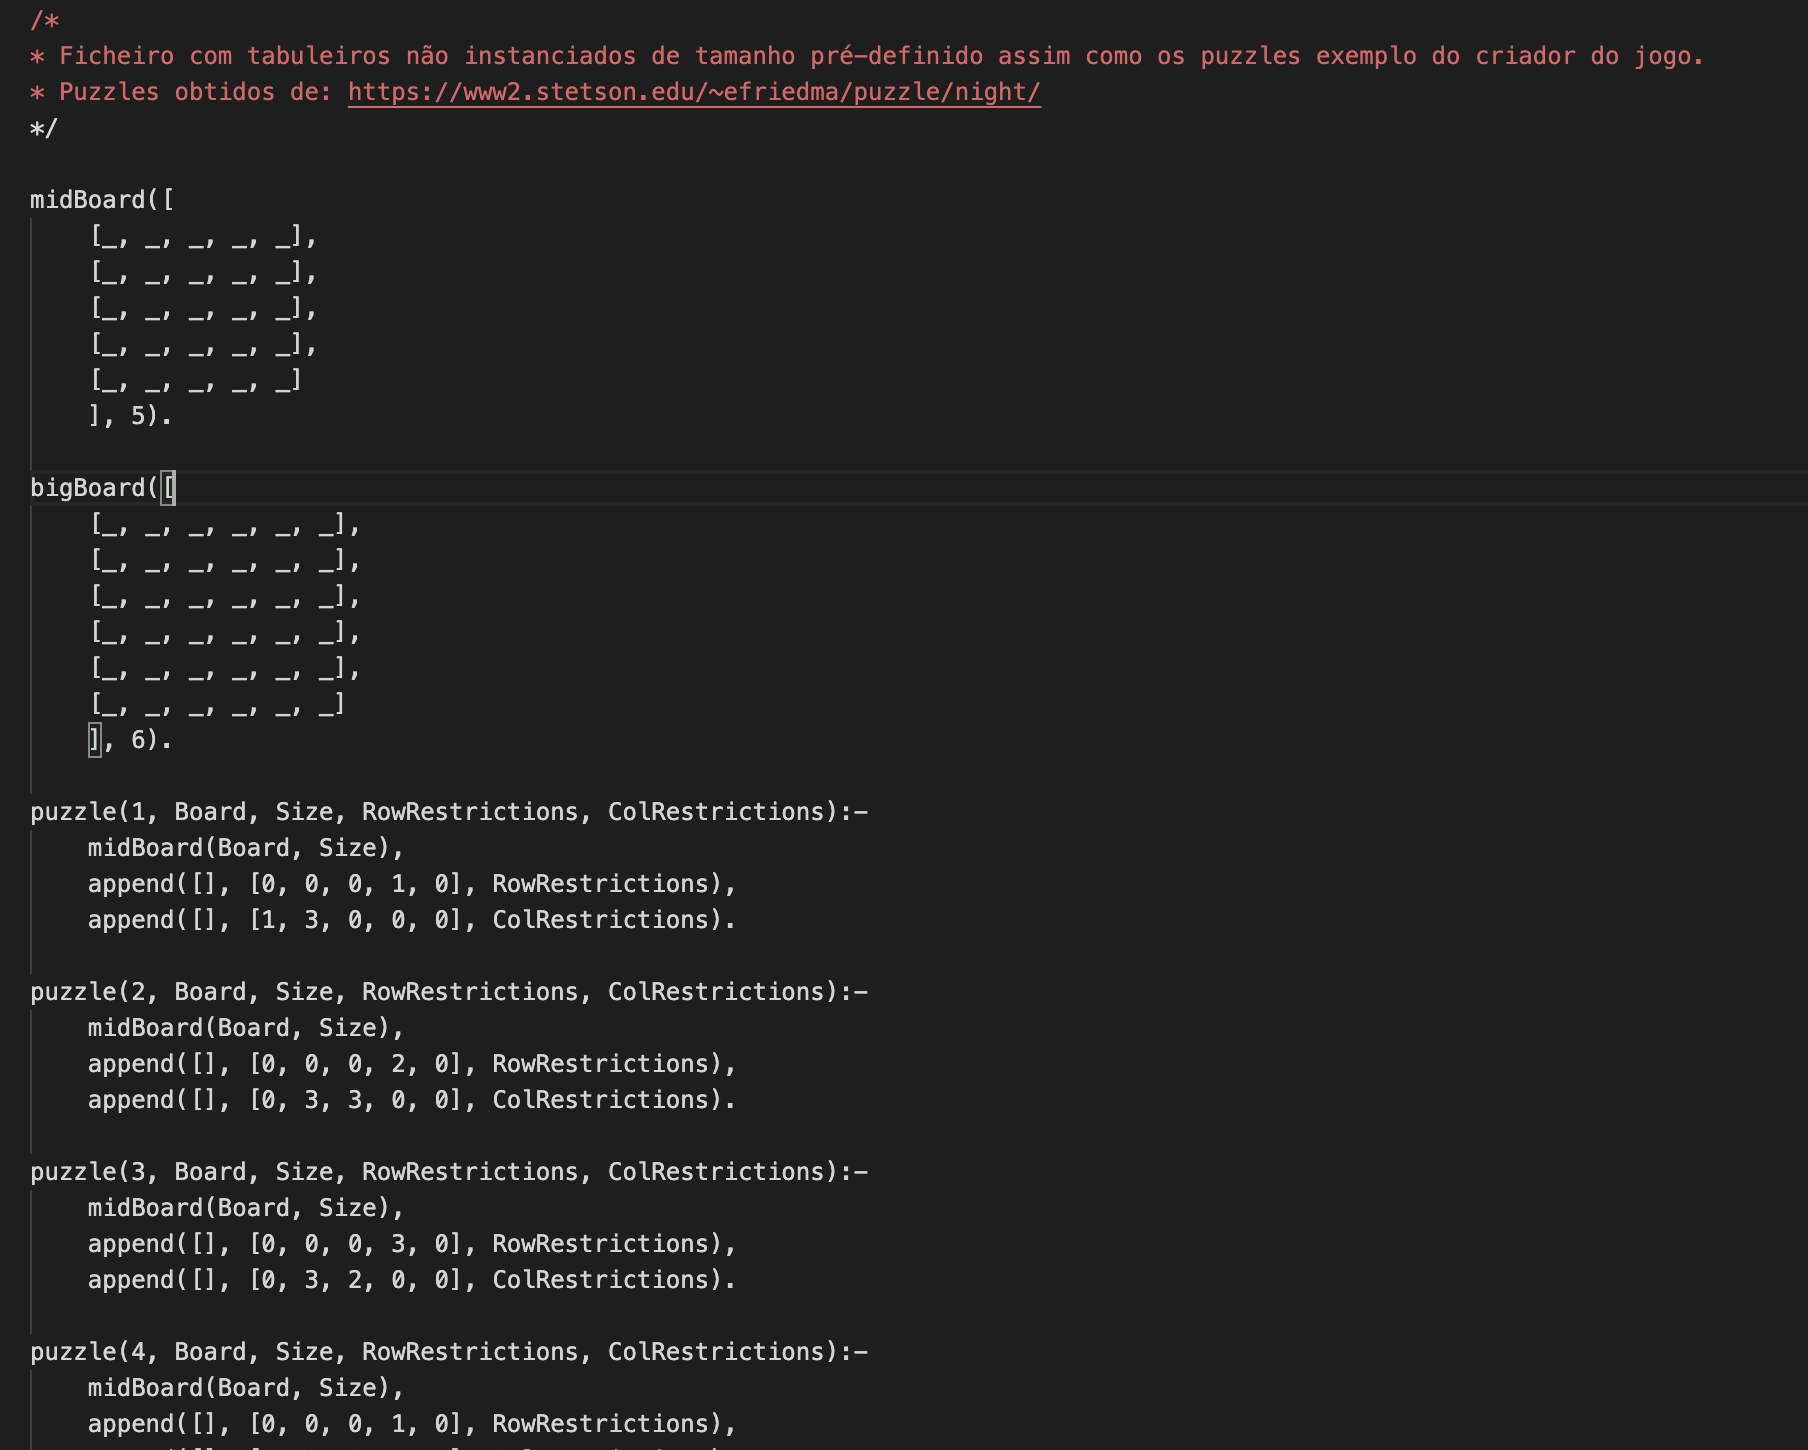 /*
* Ficheiro com tabuleiros não instanciados de tamanho pré-definido assim como os puzzles exemplo do criador do jogo.
* Puzzles obtidos de: https://www2.stetson.edu/~efriedma/puzzle/night/
*/
midBoard([
[_, _, _, _, _],
[_, _, _, _, _],
[_, _, _, _, _],
[_, _, _, _, _],
[_, _, _, _, _]
], 5).
bigBoard([
[_, _, _, _, _, _],
[_, _, _, _, _, _],
[_, _, _, _, _, _],
[_, _, _, _, _, _],
[_, _, _, _, _, _],
[_, _, _, _, _, _]
], 6).
puzzle(1, Board, Size, RowRestrictions, ColRestrictions):-
midBoard(Board, Size),
append([], [0, 0, 0, 1, 0], RowRestrictions),
append([], [1, 3, 0, 0, 0], ColRestrictions).
puzzle(2, Board, Size, RowRestrictions, ColRestrictions):-
midBoard(Board, Size),
append([], [0, 0, 0, 2, 0], RowRestrictions),
append([], [0, 3, 3, 0, 0], ColRestrictions).
puzzle(3, Board, Size, RowRestrictions, ColRestrictions):-
midBoard(Board, Size),
append([], [0, 0, 0, 3, 0], RowRestrictions),
append([], [0, 3, 2, 0, 0], ColRestrictions).
puzzle(4, Board, Size, RowRestrictions, ColRestrictions):-
midBoard(Board, Size),
append([], [0, 0, 0, 1, 0], RowRestrictions),